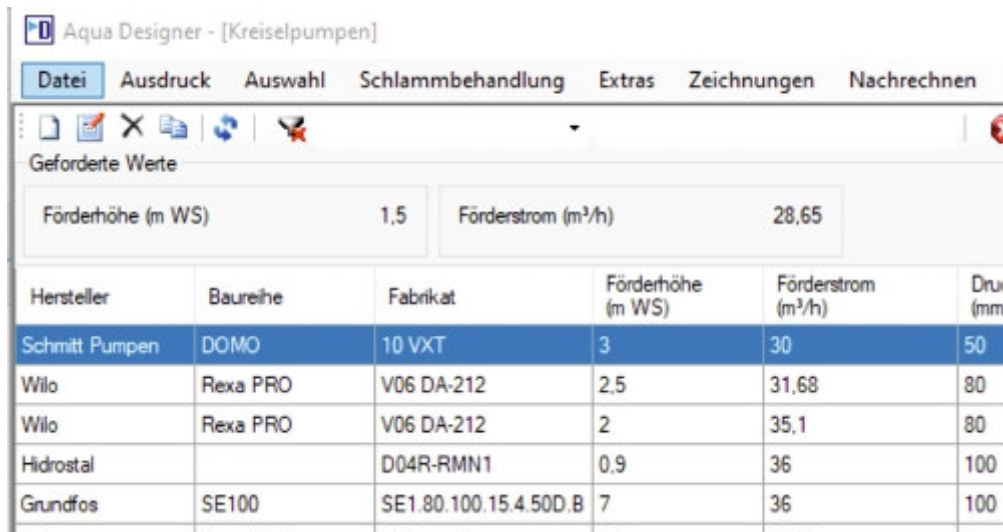 Aqua Designer - [Kreiselpumpen]
Datei Ausdruck Auswahl Schlammbehandlung Extras Zeichnungen Nachrechnen
Geforderte Werte
Förderhöhe (m WS) 1,5 Förderstrom (m³/h) 28,65
Hersteller Baureihe Fabrikat Förderhöhe (m WS) Förderstrom (m³/h)
Schmitt Pumpen DOMO 10 VXT 3 30 50
Wilo Rexa PRO V06 DA-212 2,5 31,68 80
Wilo Rexa PRO V06 DA-212 2 35,1 80
Hidrostal D04R-RMN1 0,9 36 100
Grundfos SE100 SE1.80.100.15.4.50D.B 7 36 100